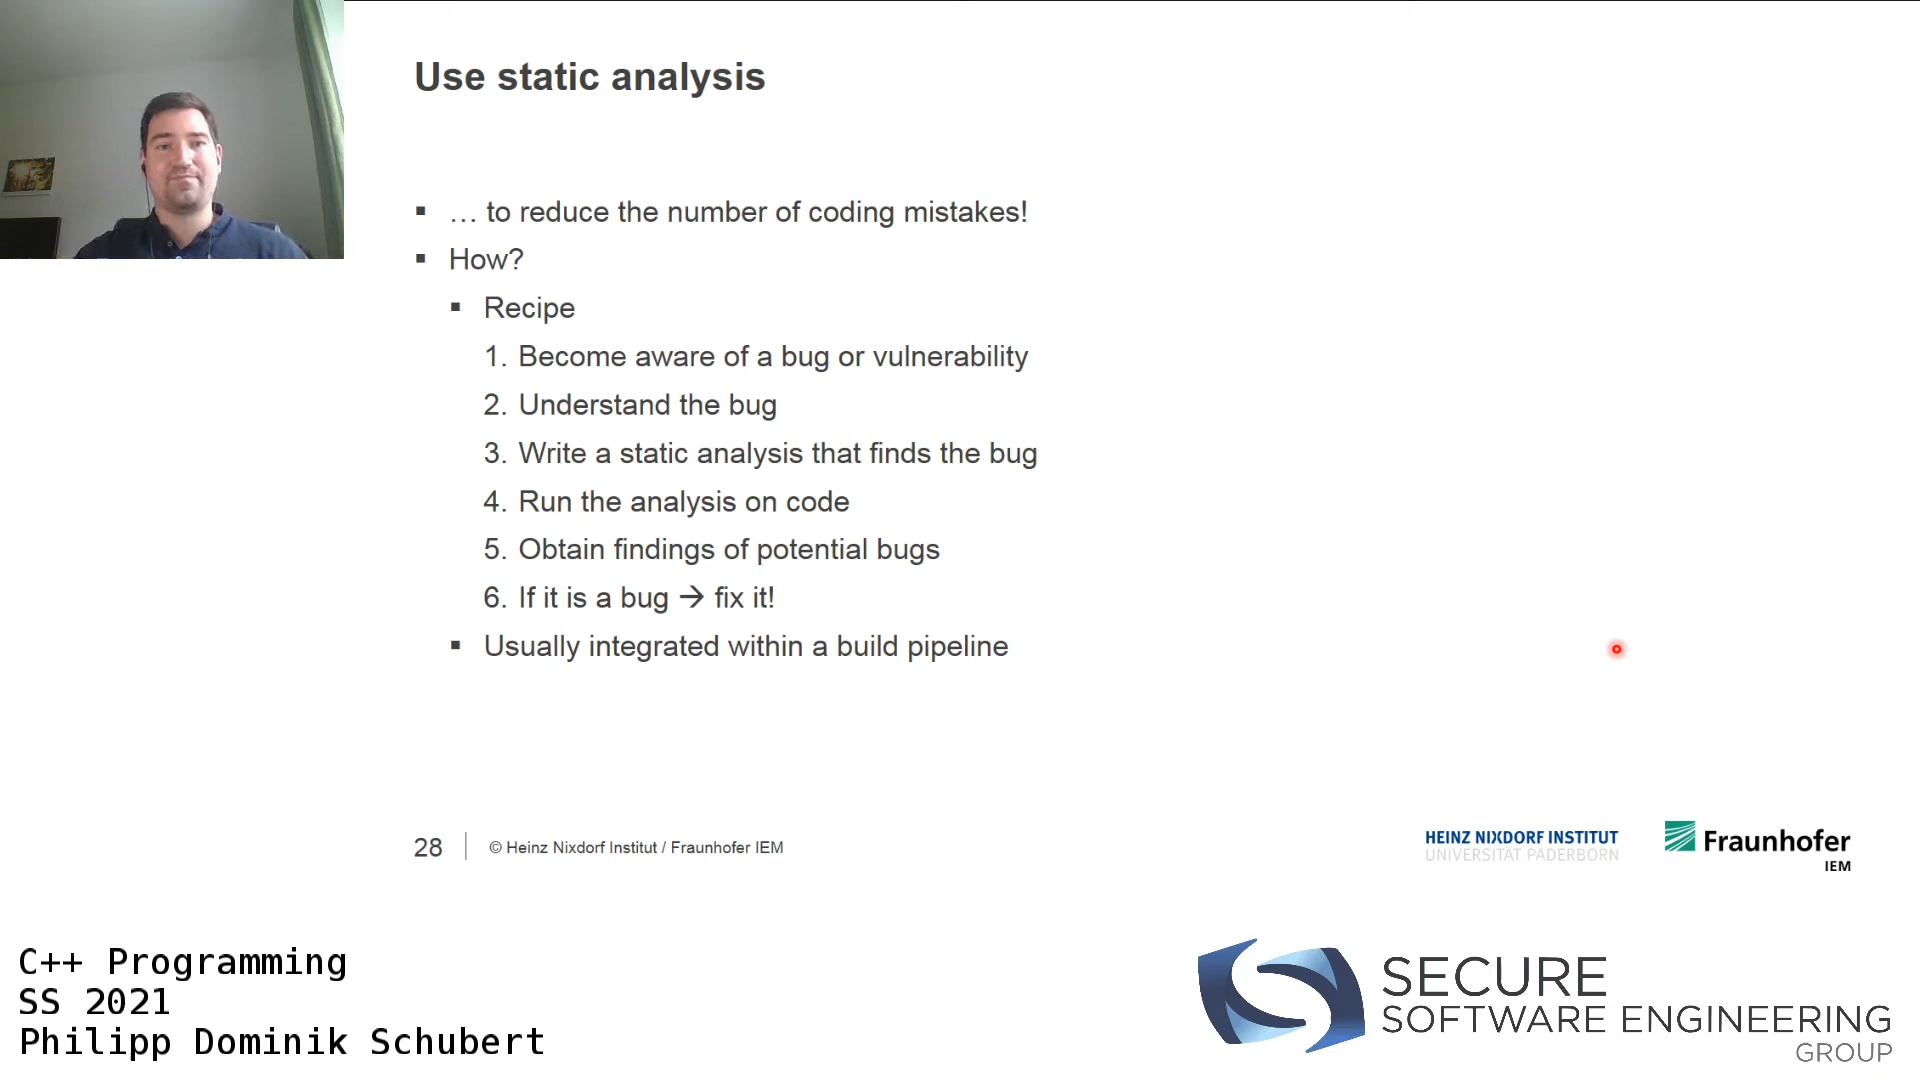 Use static analysis
▪ … to reduce the number of coding mistakes!
▪ How?
▪ Recipe
1. Become aware of a bug or vulnerability
2. Understand the bug
3. Write a static analysis that finds the bug
4. Run the analysis on code
5. Obtain findings of potential bugs
6. If it is a bug → fix it!
▪ Usually integrated within a build pipeline
28
© Heinz Nixdorf Institut / Fraunhofer IEM
HEINZ NIXDORF INSTITUT
UNIVERSITÄT PADERBORN
Fraunhofer
IEM
C++ Programming
SS 2021
Philipp Dominik Schubert
SECURE
SOFTWARE ENGINEERING
GROUP